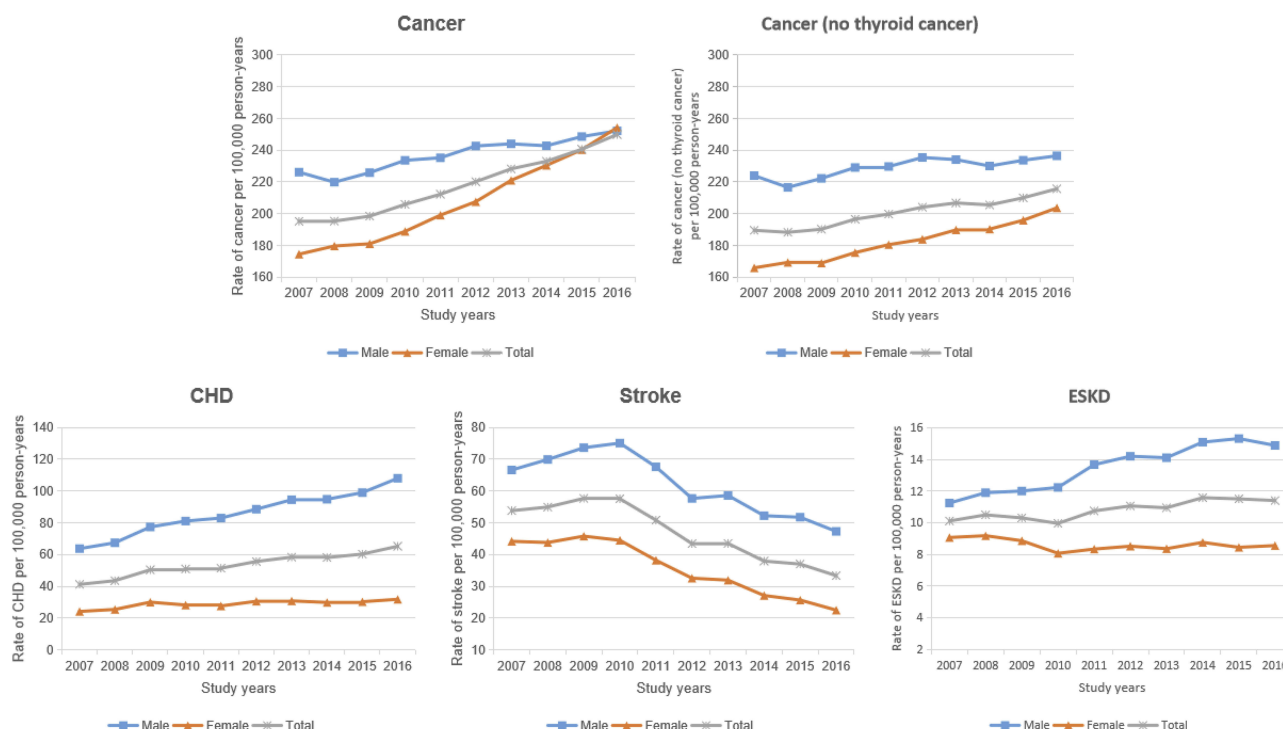 Cancer
Rate of cancer per 100,000 person-years
300
280
260
240
220
200
180
160
2007 2008 2009 2010 2011 2012 2013 2014 2015 2016
Study years
Male Female Total
Cancer (no thyroid cancer)
Rate of cancer (no thyroid cancer)
per 100,000 person-years
300
280
260
240
220
200
180
160
2007 2008 2009 2010 2011 2012 2013 2014 2015 2016
Study years
Male Female Total
CHD
Rate of CHD per 100,000 person-years
140
120
100
80
60
40
20
0
2007 2008 2009 2010 2011 2012 2013 2014 2015 2016
Study years
Male Female Total
Stroke
Rate of stroke per 100,000 person-years
80
70
60
50
40
30
20
10
2007 2008 2009 2010 2011 2012 2013 2014 2015 2016
Study years
Male Female Total
ESKD
Rate of ESKD per 100,000 person-years
16
14
12
10
8
6
4
2
2007 2008 2009 2010 2011 2012 2013 2014 2015 2016
Study years
Male Female Total